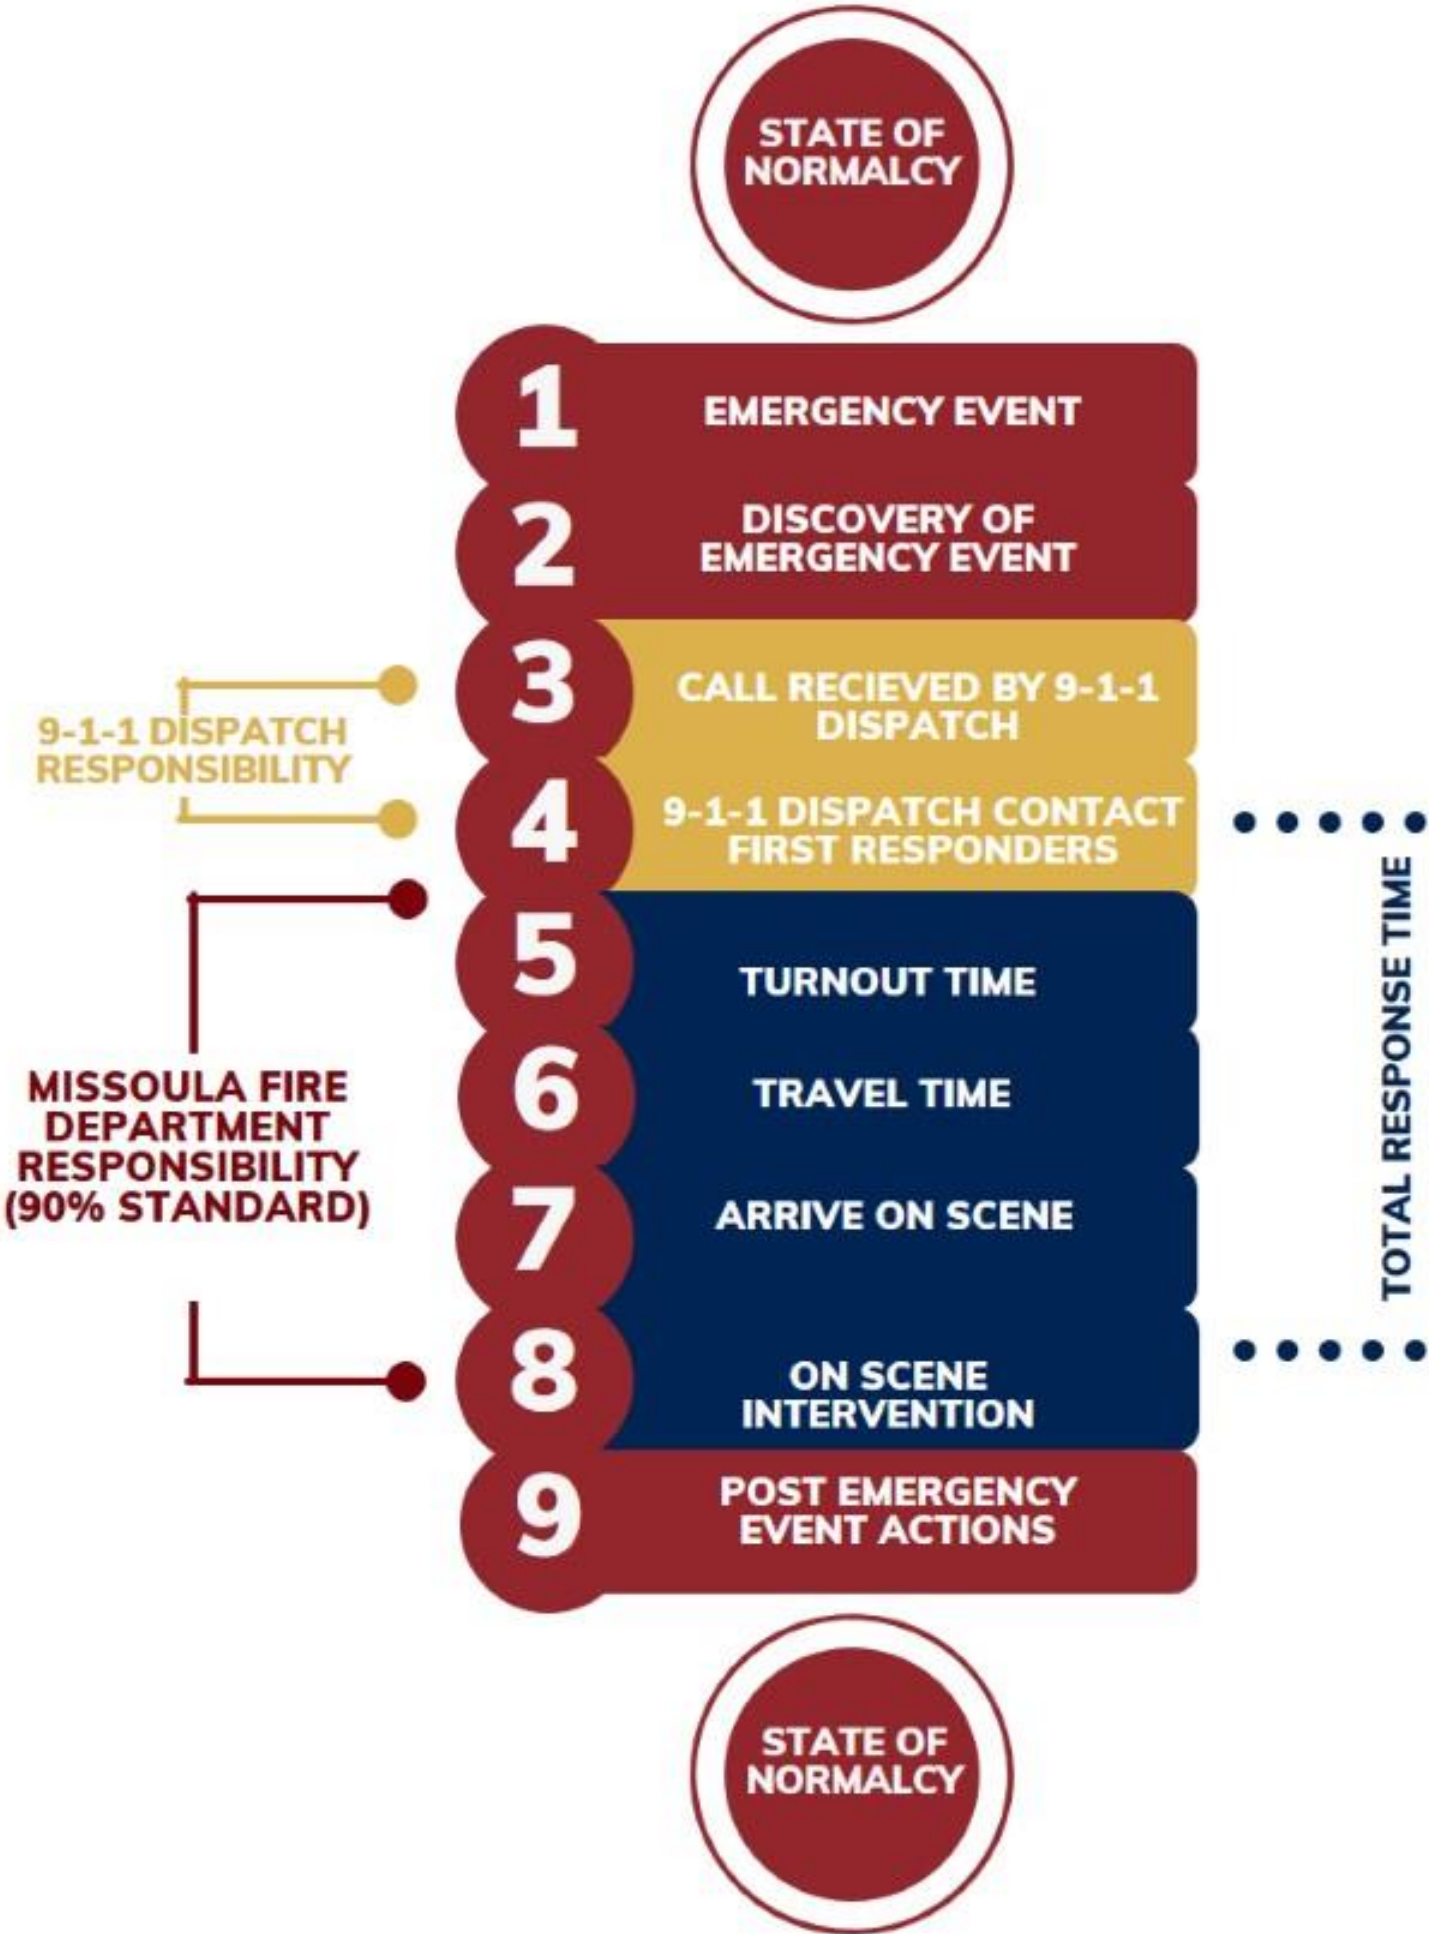 STATE OF
NORMALCY
1
EMERGENCY EVENT
2
DISCOVERY OF
EMERGENCY EVENT
3
CALL RECIEVED BY 9-1-1
DISPATCH
9-1-1 DISPATCH
RESPONSIBILITY
4
9-1-1 DISPATCH CONTACT
FIRST RESPONDERS
5
TURNOUT TIME
6
TRAVEL TIME
MISSOULA FIRE
DEPARTMENT
RESPONSIBILITY
(90% STANDARD)
TOTAL RESPONSE TIME
7
ARRIVE ON SCENE
8
ON SCENE
INTERVENTION
9
POST EMERGENCY
EVENT ACTIONS
STATE OF
NORMALCY